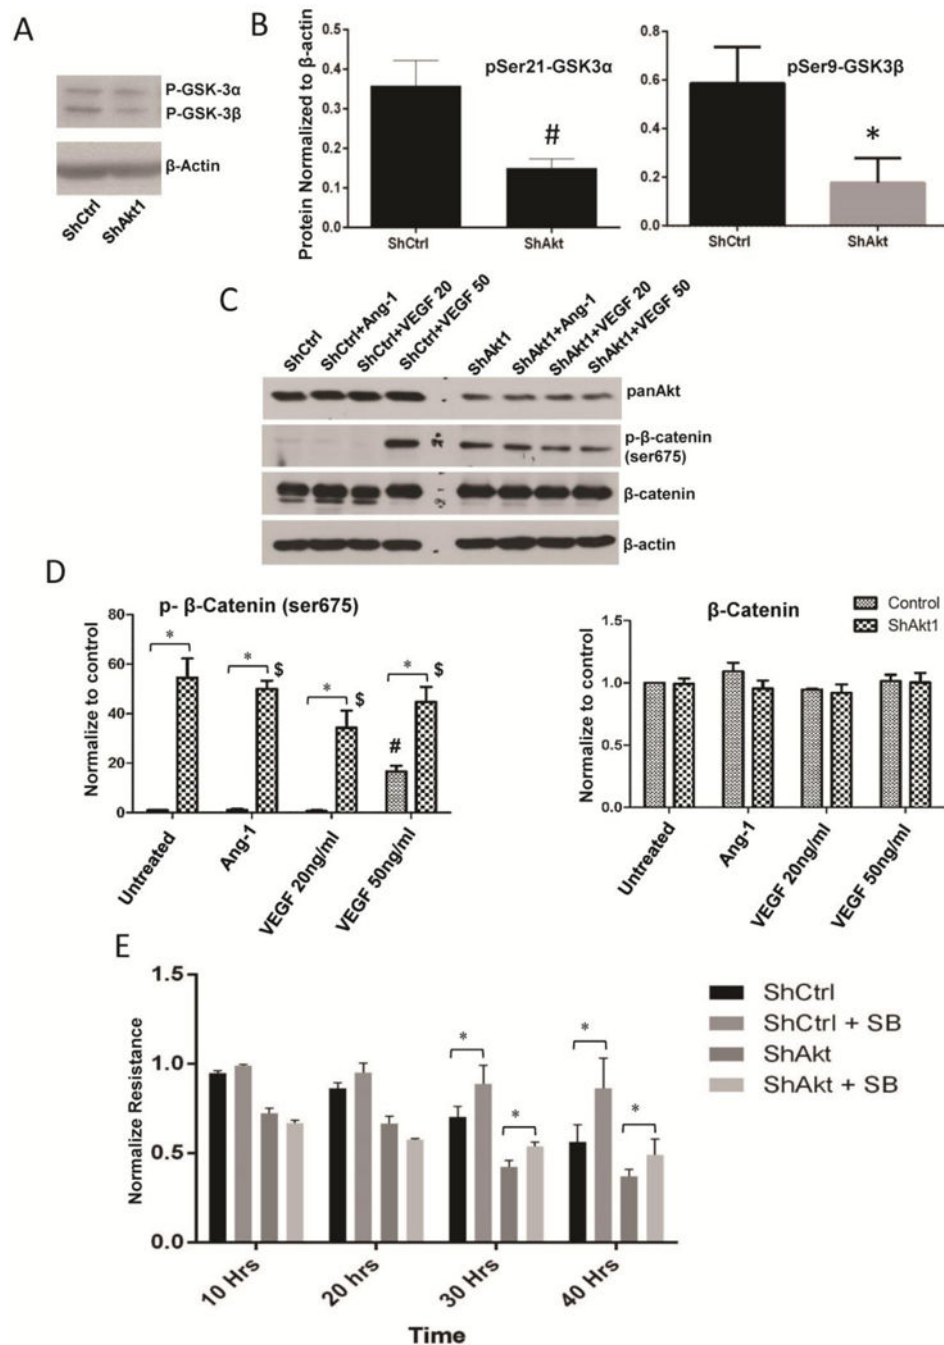 A
P-GSK-3α
P-GSK-3β
β-Actin
ShCtrl
ShAkt1
B
Protein Normalized to β-actin
0.5
0.4
0.3
0.2
0.1
0.0
pSer21-GSK3α
#
ShCtrl
ShAkt
0.8
0.6
0.4
0.2
0.0
pSer9-GSK3β
*
ShCtrl
ShAkt
C
ShCtrl
ShCtrl+Ang-1
ShCtrl+VEGF 20
ShCtrl+VEGF 50
ShAkt1
ShAkt1+Ang-1
ShAkt1+VEGF 20
ShAkt1+VEGF 50
panAkt
p-β-catenin
(ser675)
β-catenin
β-actin
D
p- β-Catenin (ser675)
Normalize to control
80
60
40
20
0
*
*
$
*
$
#
*
$
Untreated
Ang-1
VEGF 20ng/ml
VEGF 50ng/ml
β-Catenin
Control
ShAkt1
Normalize to control
1.5
1.0
0.5
0.0
Untreated
Ang-1
VEGF 20ng/ml
VEGF 50ng/ml
E
Normalize Resistance
1.5
1.0
0.5
0.0
*
*
*
*
ShCtrl
ShCtrl + SB
ShAkt
ShAkt + SB
10 Hrs
20 hrs
30 Hrs
40 Hrs
Time